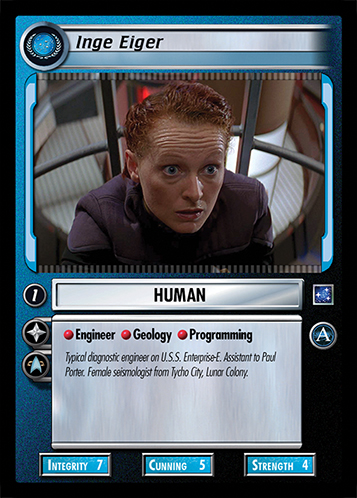 Inge Eiger
1
HUMAN
Engineer Geology Programming
A
Typical diagnostic engineer on U.S.S. Enterprise-E. Assistant to Paul
Porter. Female seismologist from Tycho City, Lunar Colony.
INTEGRITY 7 CUNNING 5 STRENGTH 4